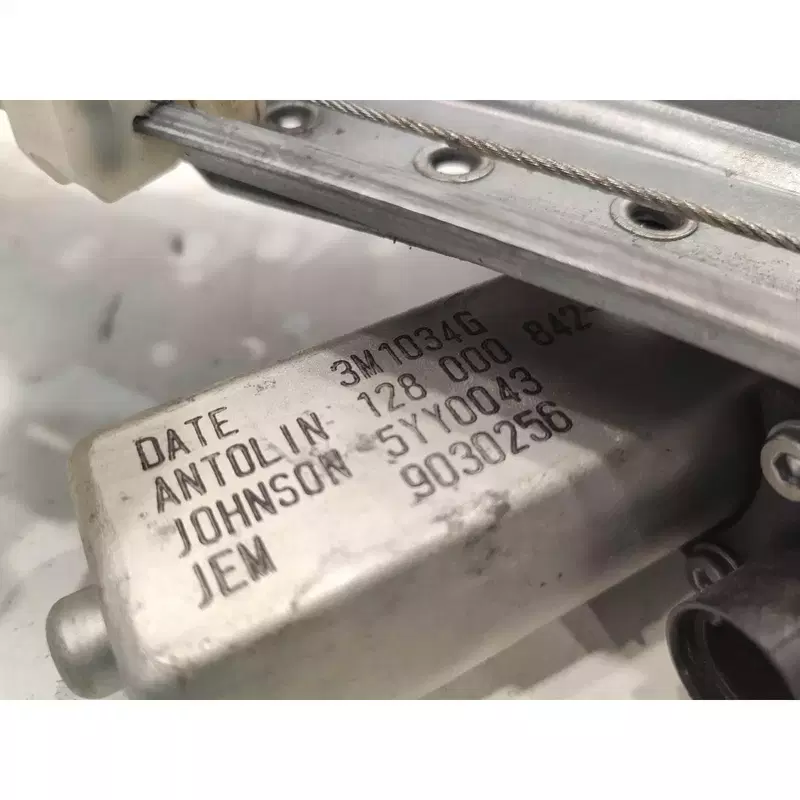 DATE 3M1034G
ANTOLIN 128 000 842-
JOHNSON 5YY0043
JEM 9030256